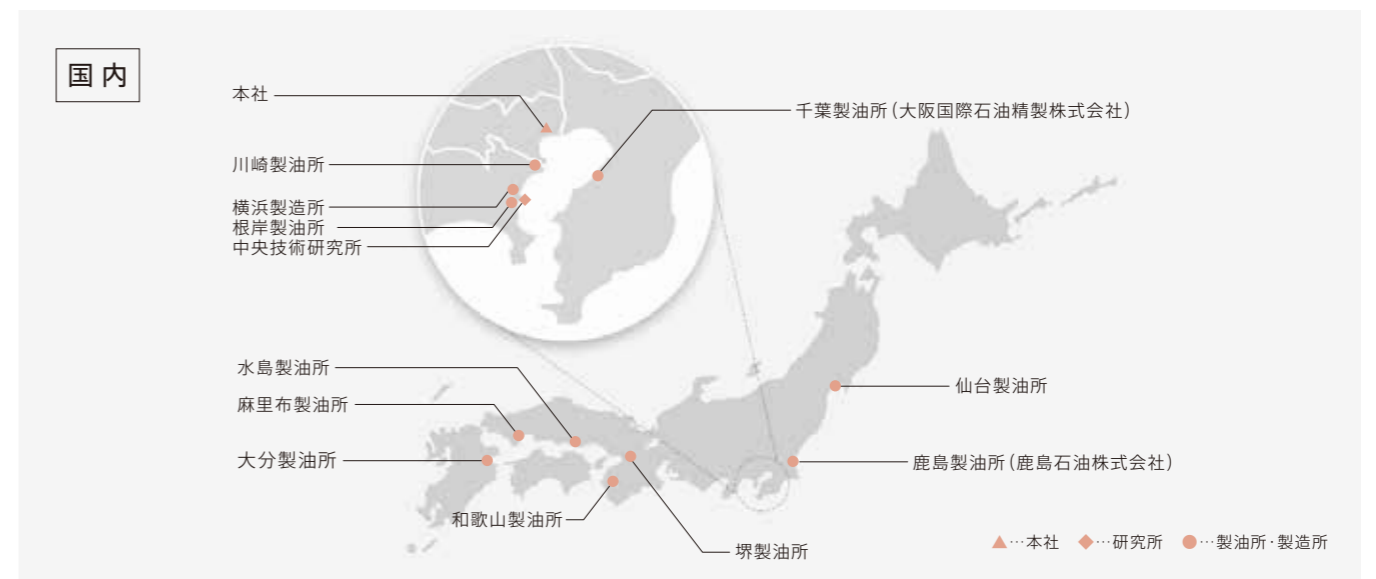 国内
本社
千葉製油所(大阪国際石油精製株式会社)
川崎製油所
横浜製造所
根岸製油所
中央技術研究所
水島製油所
麻里布製油所
大分製油所
和歌山製油所
堺製油所
仙台製油所
鹿島製油所(鹿島石油株式会社)
▲…本社 ◆…研究所 ●…製油所・製造所